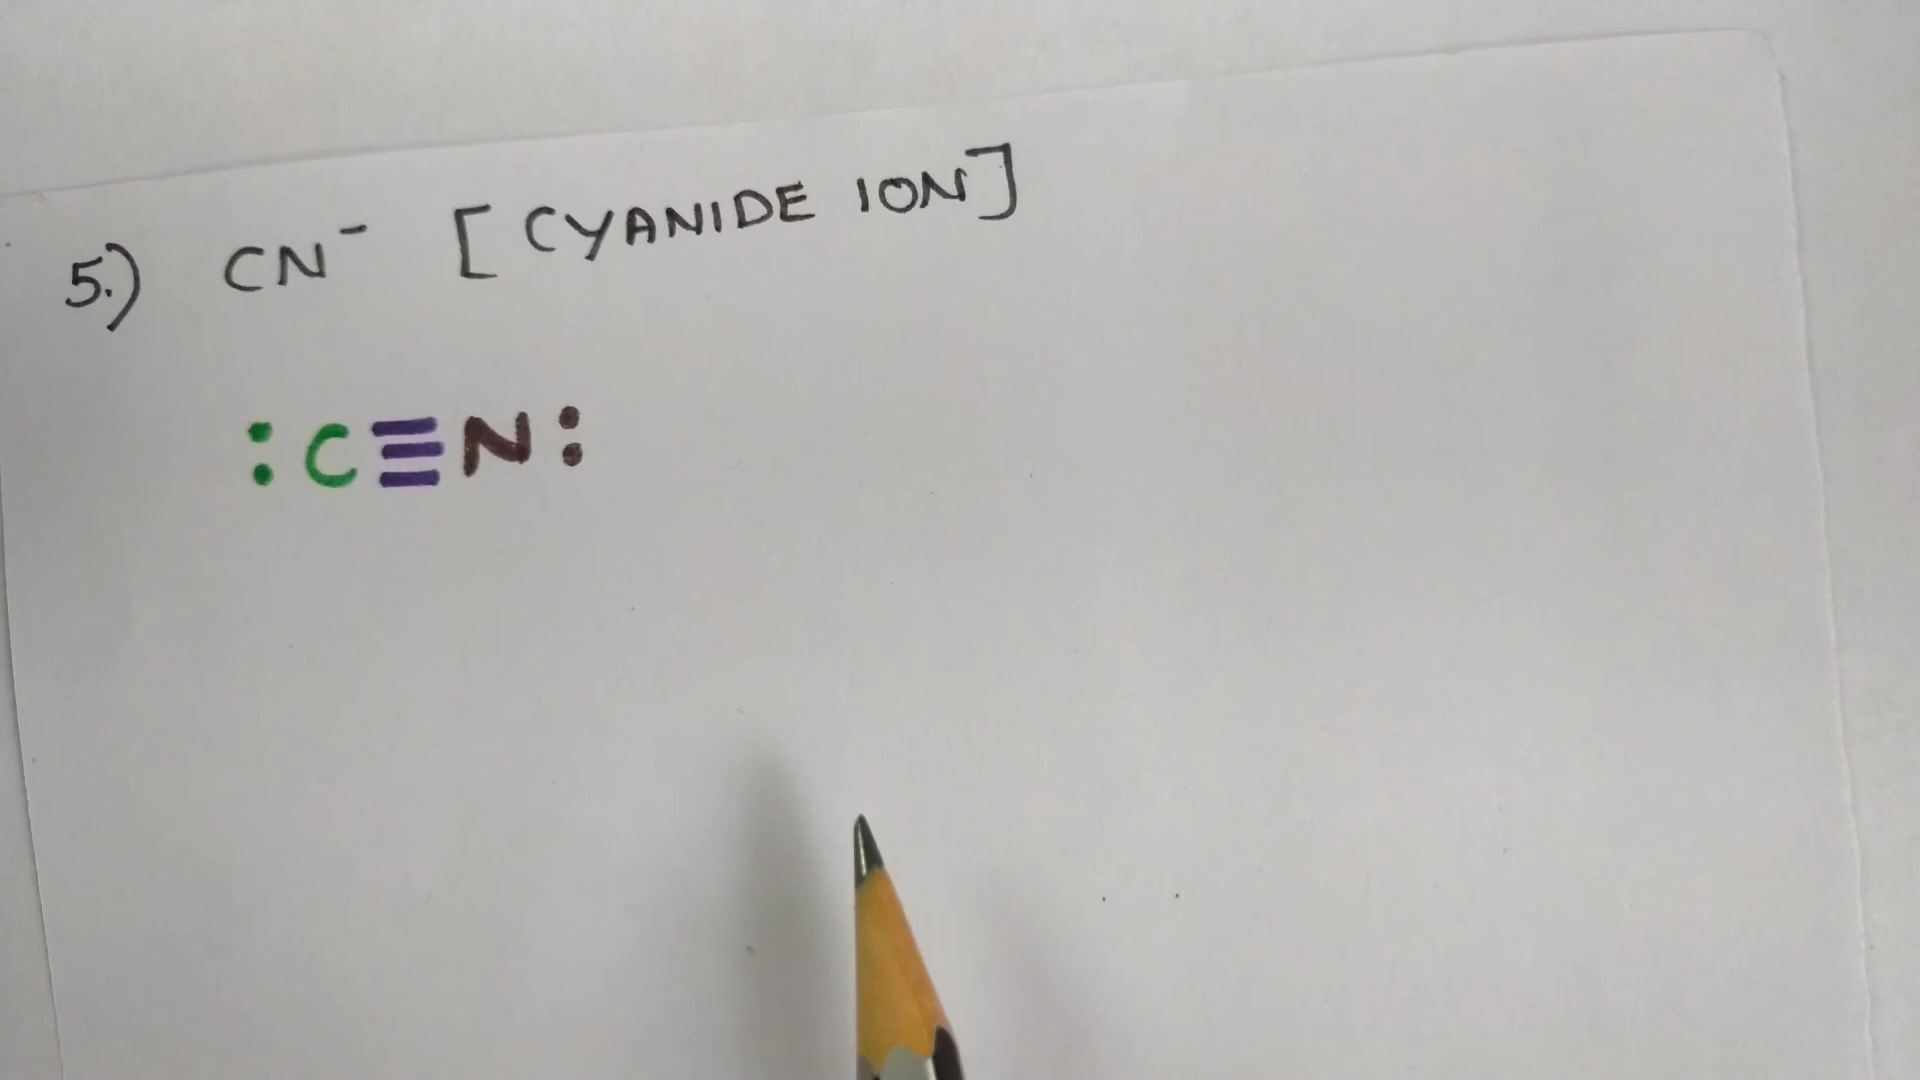 5.) CN⁻ [CYANIDE ION]
:C≡N: